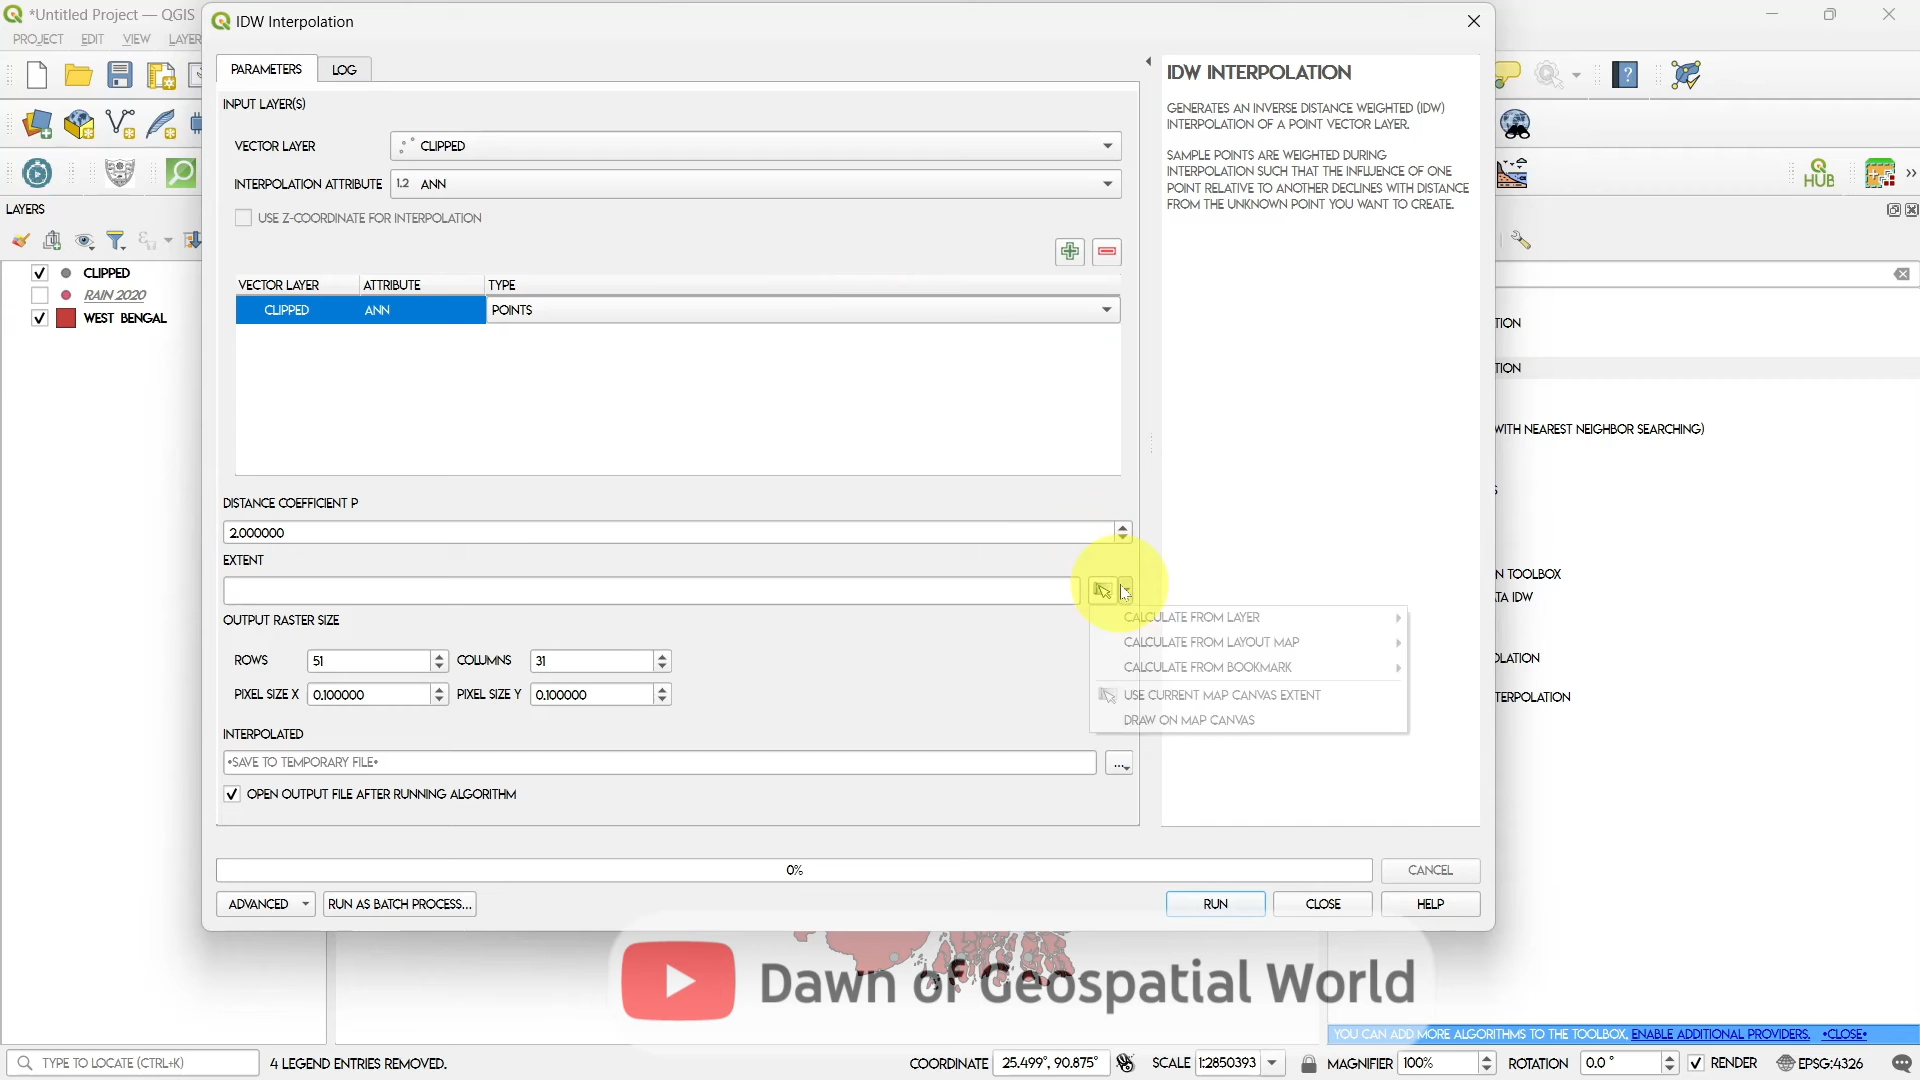 *Untitled Project — QGIS
IDW Interpolation
PROJECT EDIT VIEW LAYER
PARAMETERS LOG
INPUT LAYER(S)
VECTOR LAYER CLIPPED
INTERPOLATION ATTRIBUTE 1.2 ANN
USE Z-COORDINATE FOR INTERPOLATION
VECTOR LAYER ATTRIBUTE TYPE
CLIPPED ANN POINTS
DISTANCE COEFFICIENT P
2.000000
EXTENT
OUTPUT RASTER SIZE
ROWS 51 COLUMNS 31
PIXEL SIZE X 0.100000 PIXEL SIZE Y 0.100000
INTERPOLATED
•SAVE TO TEMPORARY FILE•
...
OPEN OUTPUT FILE AFTER RUNNING ALGORITHM
0%
CANCEL
ADVANCED RUN AS BATCH PROCESS... RUN CLOSE HELP
CALCULATE FROM LAYER
CALCULATE FROM LAYOUT MAP
CALCULATE FROM BOOKMARK
USE CURRENT MAP CANVAS EXTENT
DRAW ON MAP CANVAS
IDW INTERPOLATION
GENERATES AN INVERSE DISTANCE WEIGHTED (IDW)
INTERPOLATION OF A POINT VECTOR LAYER.
SAMPLE POINTS ARE WEIGHTED DURING
INTERPOLATION SUCH THAT THE INFLUENCE OF ONE
POINT RELATIVE TO ANOTHER DECLINES WITH DISTANCE
FROM THE UNKNOWN POINT YOU WANT TO CREATE.
LAYERS
CLIPPED
RAIN 2020
WEST BENGAL
HUB
TION
TION
WITH NEAREST NEIGHBOR SEARCHING)
S
N TOOLBOX
TA IDW
OLATION
TERPOLATION
Dawn of Geospatial World
YOU CAN ADD MORE ALGORITHMS TO THE TOOLBOX, ENABLE ADDITIONAL PROVIDERS. •CLOSE•
TYPE TO LOCATE (CTRL+K) 4 LEGEND ENTRIES REMOVED. COORDINATE 25.499°, 90.875° SCALE 1:2850393 MAGNIFIER 100% ROTATION 0.0 ° RENDER EPSG:4326